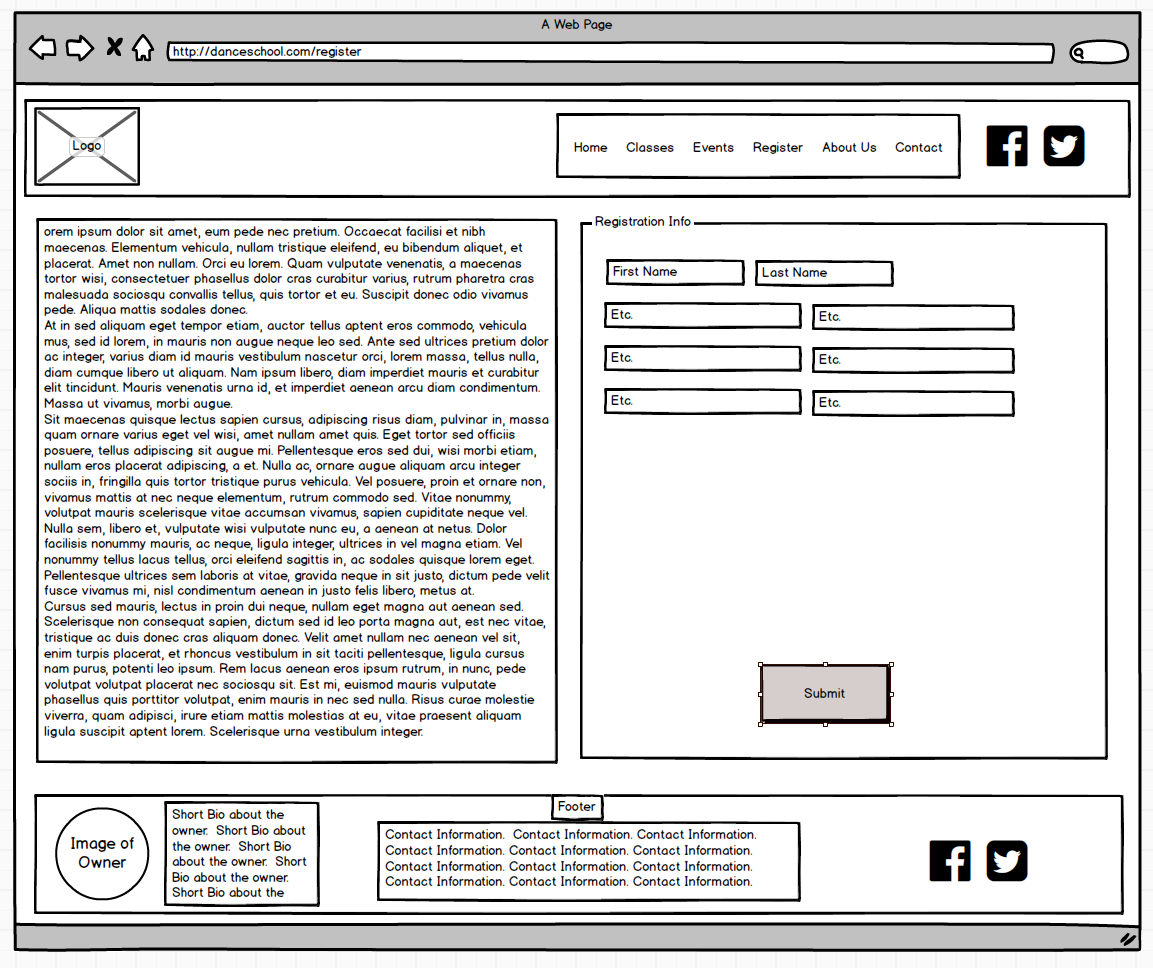 A Web Page
http://danceschool.com/register
Logo
Home Classes Events Register About Us Contact
orem ipsum dolor sit amet, eum pede nec pretium. Occaecat facilisi et nibh
maecenas. Elementum vehicula, nullam tristique eleifend, eu bibendum aliquet, et
placerat. Amet non nullam. Orci eu lorem. Quam vulputate venenatis, a maecenas
tortor wisi, consectetuer phasellus dolor cras curabitur varius, rutrum pharetra cras
malesuada sociosqu convallis tellus, quis tortor et eu. Suscipit donec odio vivamus
pede. Aliqua mattis sodales donec.
At in sed aliquam eget tempor etiam, auctor tellus aptent eros commodo, vehicula
mus, sed id lorem, in mauris non augue neque leo sed. Ante sed ultrices pretium dolor
ac integer, varius diam id mauris vestibulum nascetur orci, lorem massa, tellus nulla,
diam cumque libero ut aliquam. Nam ipsum libero, diam imperdiet mauris et curabitur
elit tincidunt. Mauris venenatis urna id, et imperdiet aenean arcu diam condimentum.
Massa ut vivamus, morbi augue.
Sit maecenas quisque lectus sapien cursus, adipiscing risus diam, pulvinar in, massa
quam ornare varius eget vel wisi, amet nullam amet quis. Eget tortor sed officiis
posuere, tellus adipiscing sit augue mi. Pellentesque eros sed dui, wisi morbi etiam,
nullam eros placerat adipiscing, a et. Nulla ac, ornare augue aliquam arcu integer
sociis in, fringilla quis tortor tristique purus vehicula. Vel posuere, proin et ornare non,
vivamus mattis at nec neque elementum, rutrum commodo sed. Vitae nonummy,
volutpat mauris scelerisque vitae accumsan vivamus, sapien cupiditate neque vel.
Nulla sem, libero et, vulputate wisi vulputate nunc eu, a aenean at netus. Dolor
facilisis nonummy mauris, ac neque, ligula integer, ultrices in vel magna etiam. Vel
nonummy tellus lacus tellus, orci eleifend sagittis in, ac sodales quisque lorem eget.
Pellentesque ultrices sem laboris at vitae, gravida neque in sit justo, dictum pede velit
fusce vivamus mi, nisl condimentum aenean in justo felis libero, metus at.
Cursus sed mauris, lectus in proin dui neque, nullam eget magna aut aenean sed.
Scelerisque non consequat sapien, dictum sed id leo porta magna aut, est nec vitae,
tristique ac duis donec cras aliquam donec. Velit amet nullam nec aenean vel sit,
enim turpis placerat, et rhoncus vestibulum in sit taciti pellentesque, ligula cursus
nam purus, potenti leo ipsum. Rem lacus aenean eros ipsum rutrum, in nunc, pede
volutpat volutpat placerat nec sociosqu sit. Est mi, euismod mauris vulputate
phasellus quis porttitor volutpat, enim mauris in nec sed nulla. Risus curae molestie
viverra, quam adipisci, irure etiam mattis molestias at eu, vitae praesent aliquam
ligula suscipit aptent lorem. Scelerisque urna vestibulum integer.
Registration Info
First Name Last Name
Etc. Etc.
Etc. Etc.
Etc. Etc.
Submit
Image of
Owner
Short Bio about the
owner. Short Bio about
the owner. Short Bio
about the owner. Short
Bio about the owner.
Short Bio about the
Footer
Contact Information. Contact Information. Contact Information.
Contact Information. Contact Information. Contact Information.
Contact Information. Contact Information. Contact Information.
Contact Information. Contact Information. Contact Information.